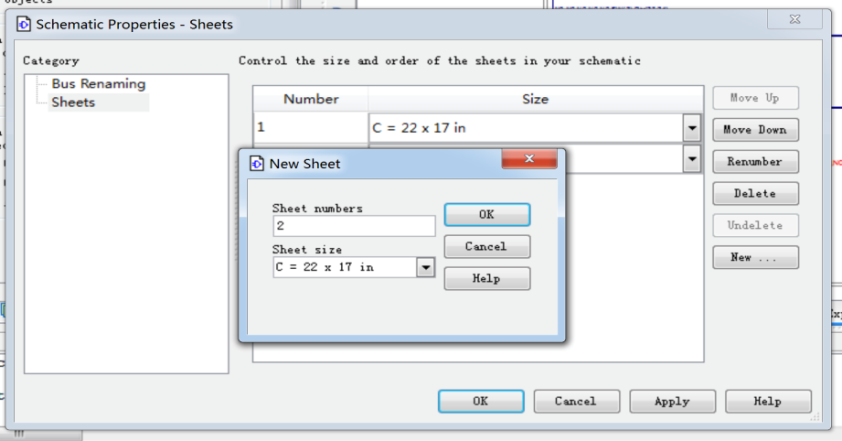 Schematic Properties - Sheets
Category
Bus Renaming
Sheets
Control the size and order of the sheets in your schematic
Number Size
1 C = 22 x 17 in
Move Up
Move Down
Renumber
Delete
Undelete
New ...
New Sheet
Sheet numbers
2
Sheet size
C = 22 x 17 in
OK
Cancel
Help
OK Cancel Apply Help